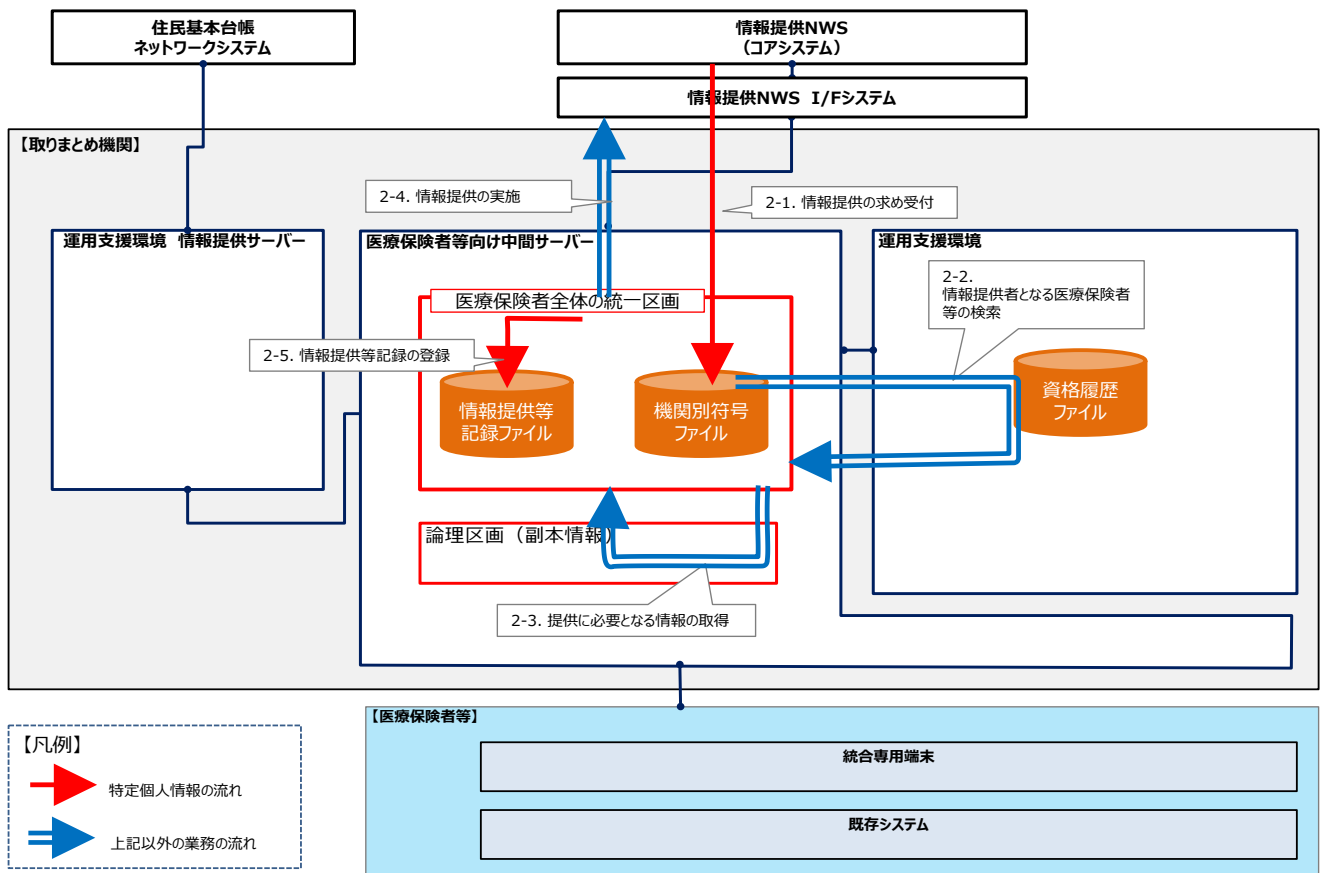 住民基本台帳
ネットワークシステム
情報提供NWS
（コアシステム）
情報提供NWS I/Fシステム
【取りまとめ機関】
2-4. 情報提供の実施
2-1. 情報提供の求め受付
運用支援環境 情報提供サーバー
医療保険者等向け中間サーバー
運用支援環境
2-2.
情報提供者となる医療保険者
等の検索
医療保険者全体の統一区画
2-5. 情報提供等記録の登録
情報提供等
記録ファイル
機関別符号
ファイル
資格履歴
ファイル
論理区画（副本情報）
2-3. 提供に必要となる情報の取得
【医療保険者等】
統合専用端末
既存システム
【凡例】
特定個人情報の流れ
上記以外の業務の流れ